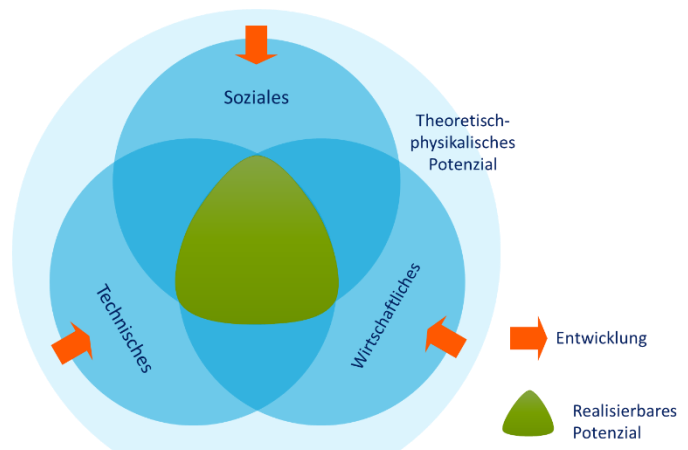 Soziales
Theoretisch-
physikalisches
Potenzial
Technisches
Wirtschaftliches
Entwicklung
Realisierbares
Potenzial